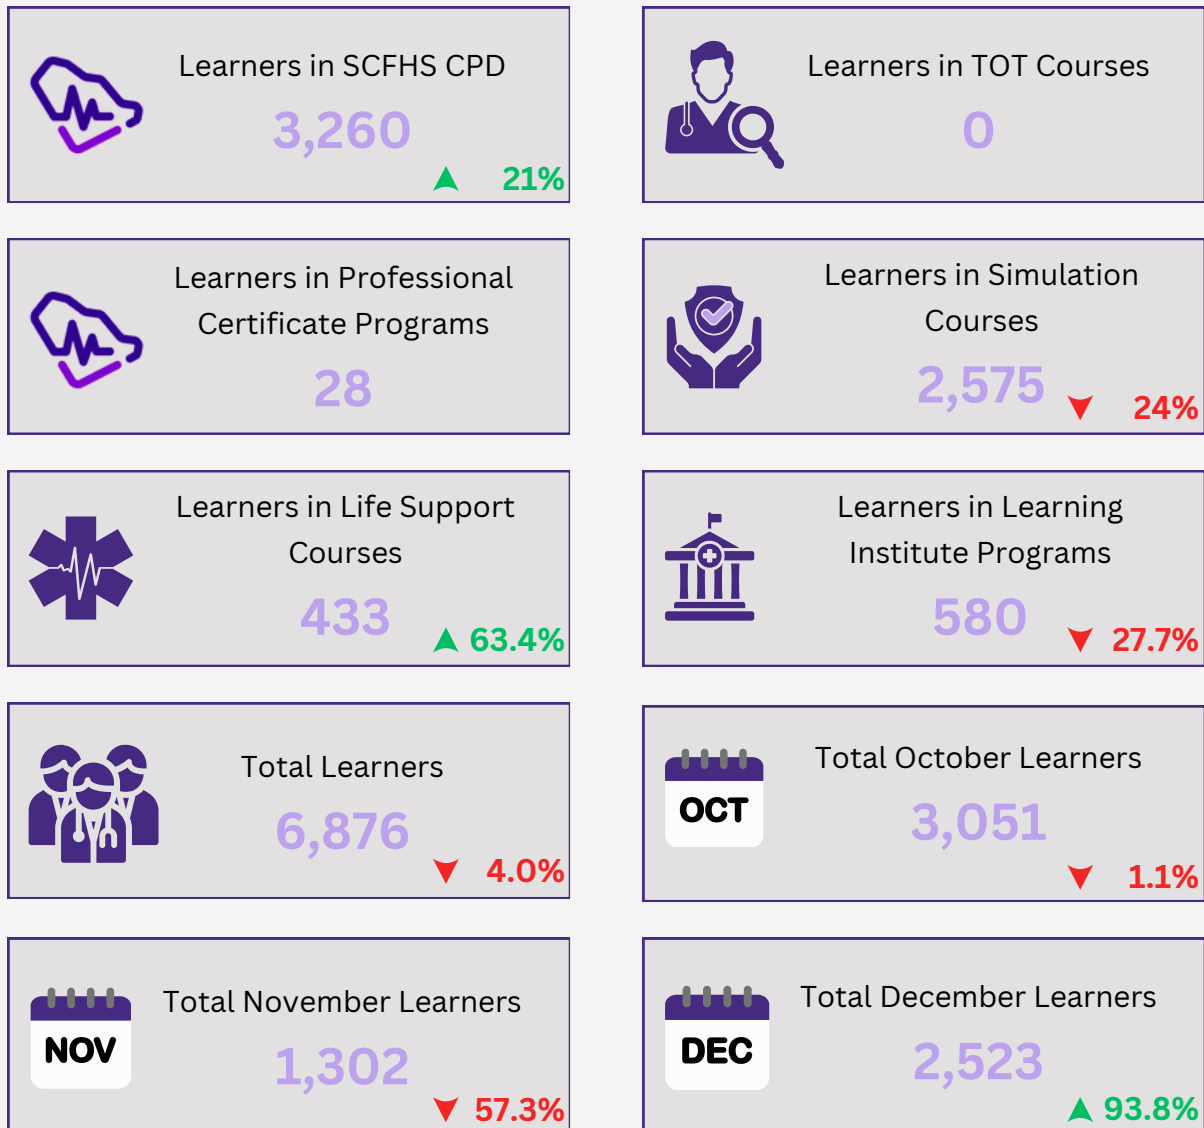 Learners in SCFHS CPD
3,260
21%
Learners in TOT Courses
0
Learners in Professional
Certificate Programs
28
Learners in Simulation
Courses
2,575
24%
Learners in Life Support
Courses
433
63.4%
Learners in Learning
Institute Programs
580
27.7%
Total Learners
6,876
4.0%
OCT
Total October Learners
3,051
1.1%
NOV
Total November Learners
1,302
57.3%
DEC
Total December Learners
2,523
93.8%